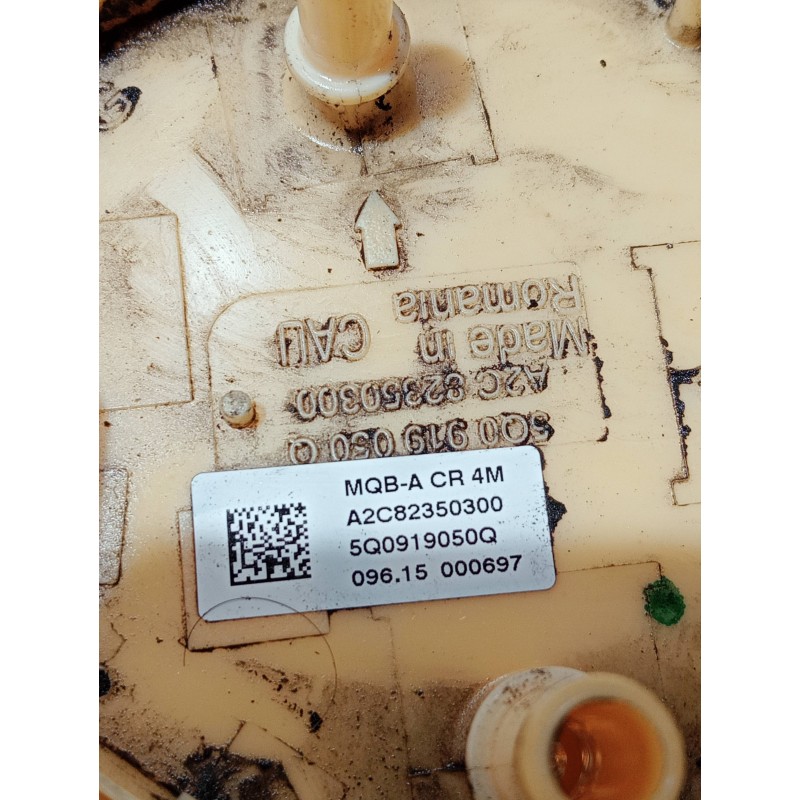 MQB-A CR 4M
A2C82350300
5Q0919050Q
096.15 000697
5Q0 919 050 Q
A2C 82350300
Made in
Romania